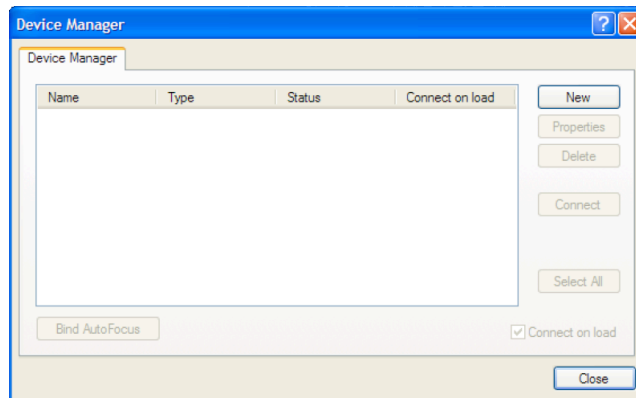 Device Manager
Device Manager
Name Type Status Connect on load
New
Properties
Delete
Connect
Select All
Bind AutoFocus
Connect on load
Close